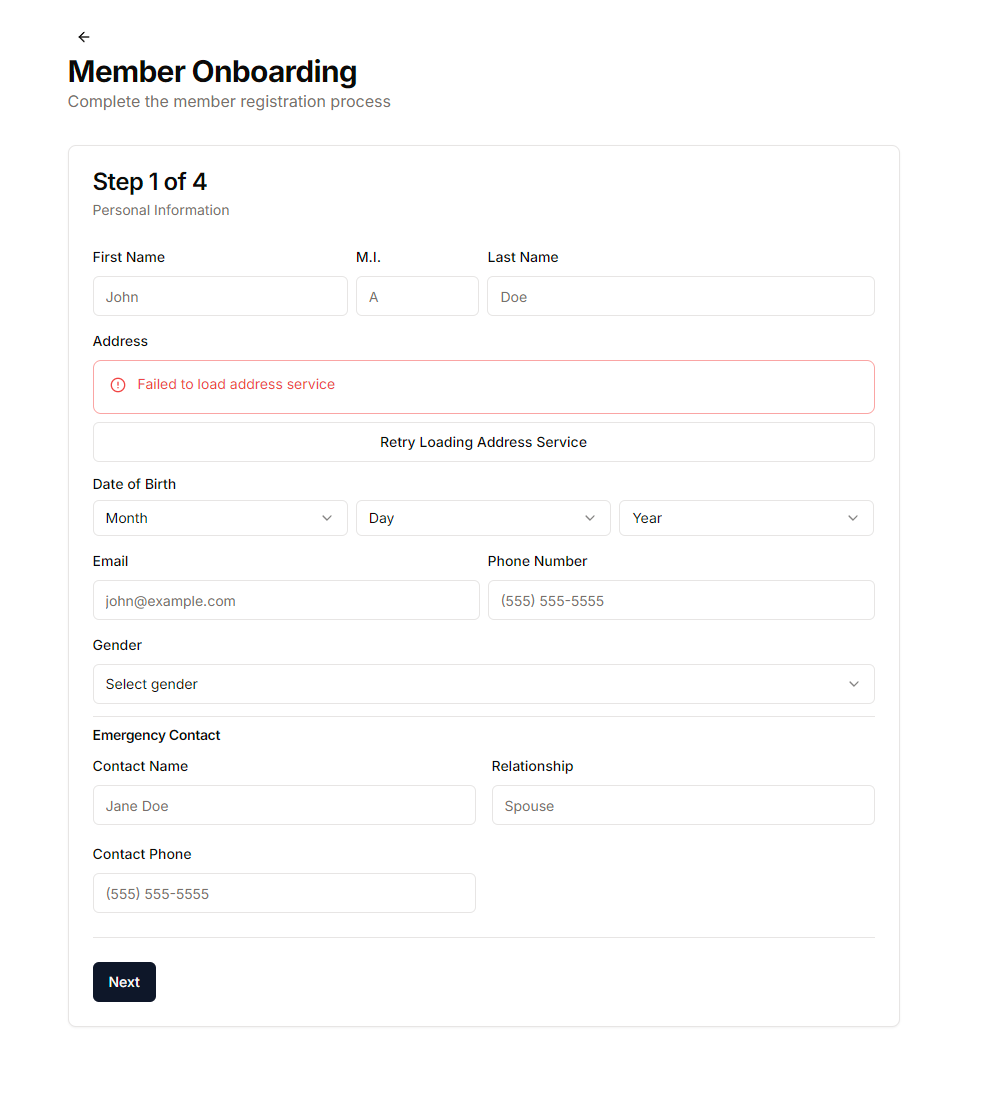 Member Onboarding
Complete the member registration process
Step 1 of 4
Personal Information
First Name M.I. Last Name
John A Doe
Address
Failed to load address service
Retry Loading Address Service
Date of Birth
Month Day Year
Email Phone Number
john@example.com (555) 555-5555
Gender
Select gender
Emergency Contact
Contact Name Relationship
Jane Doe Spouse
Contact Phone
(555) 555-5555
Next